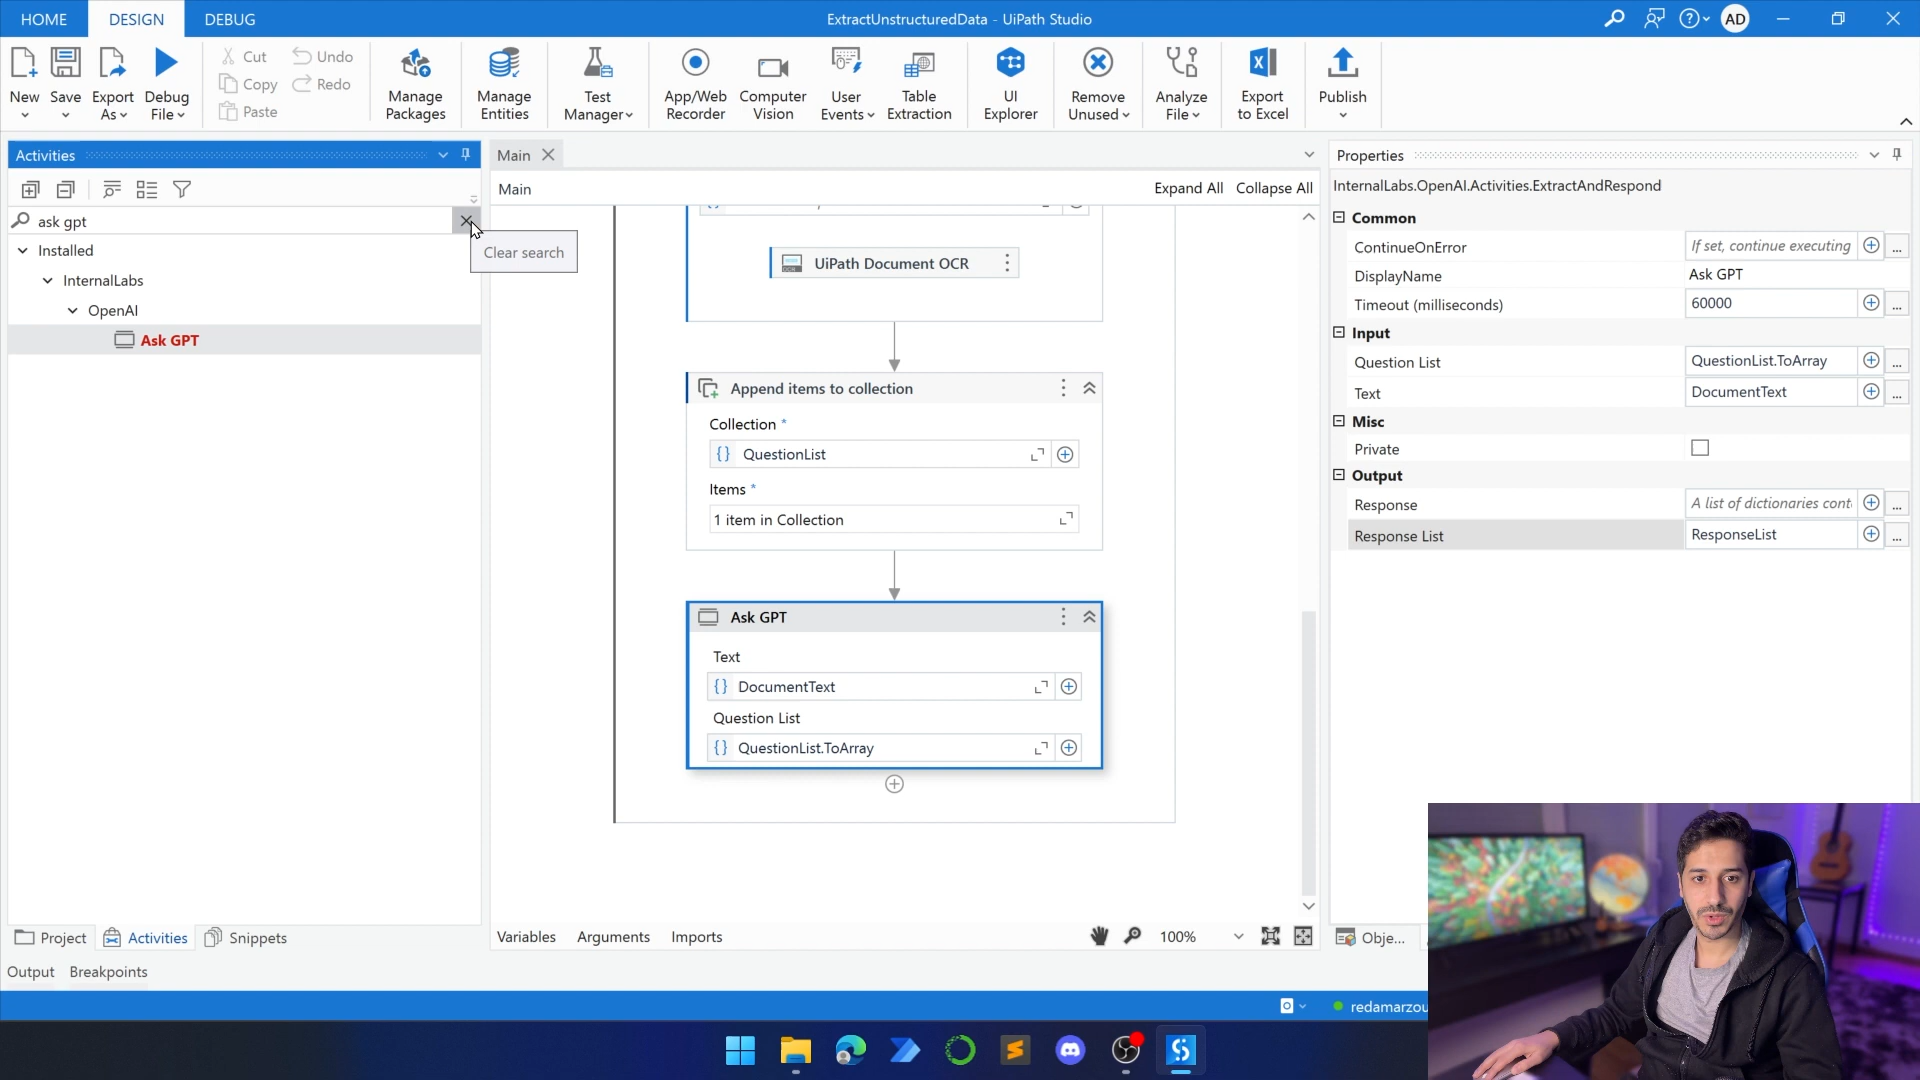 HOME DESIGN DEBUG
ExtractUnstructuredData - UiPath Studio
AD
New
Save
Export As
Debug File
Cut
Copy
Paste
Undo
Redo
Manage Packages
Manage Entities
Test Manager
App/Web Recorder
Computer Vision
User Events
Table Extraction
UI Explorer
Remove Unused
Analyze File
Export to Excel
Publish
Activities
ask gpt
Clear search
Installed
InternalLabs
OpenAI
Ask GPT
Main
Main
Expand All Collapse All
UiPath Document OCR
Append items to collection
Collection *
QuestionList
Items *
1 item in Collection
Ask GPT
Text
DocumentText
Question List
QuestionList.ToArray
Properties
InternalLabs.OpenAI.Activities.ExtractAndRespond
Common
ContinueOnError If set, continue executing
DisplayName Ask GPT
Timeout (milliseconds) 60000
Input
Question List QuestionList.ToArray
Text DocumentText
Misc
Private
Output
Response A list of dictionaries cont
Response List ResponseList
Project Activities Snippets
Variables Arguments Imports
100%
Obje...
Output Breakpoints
redamarzou